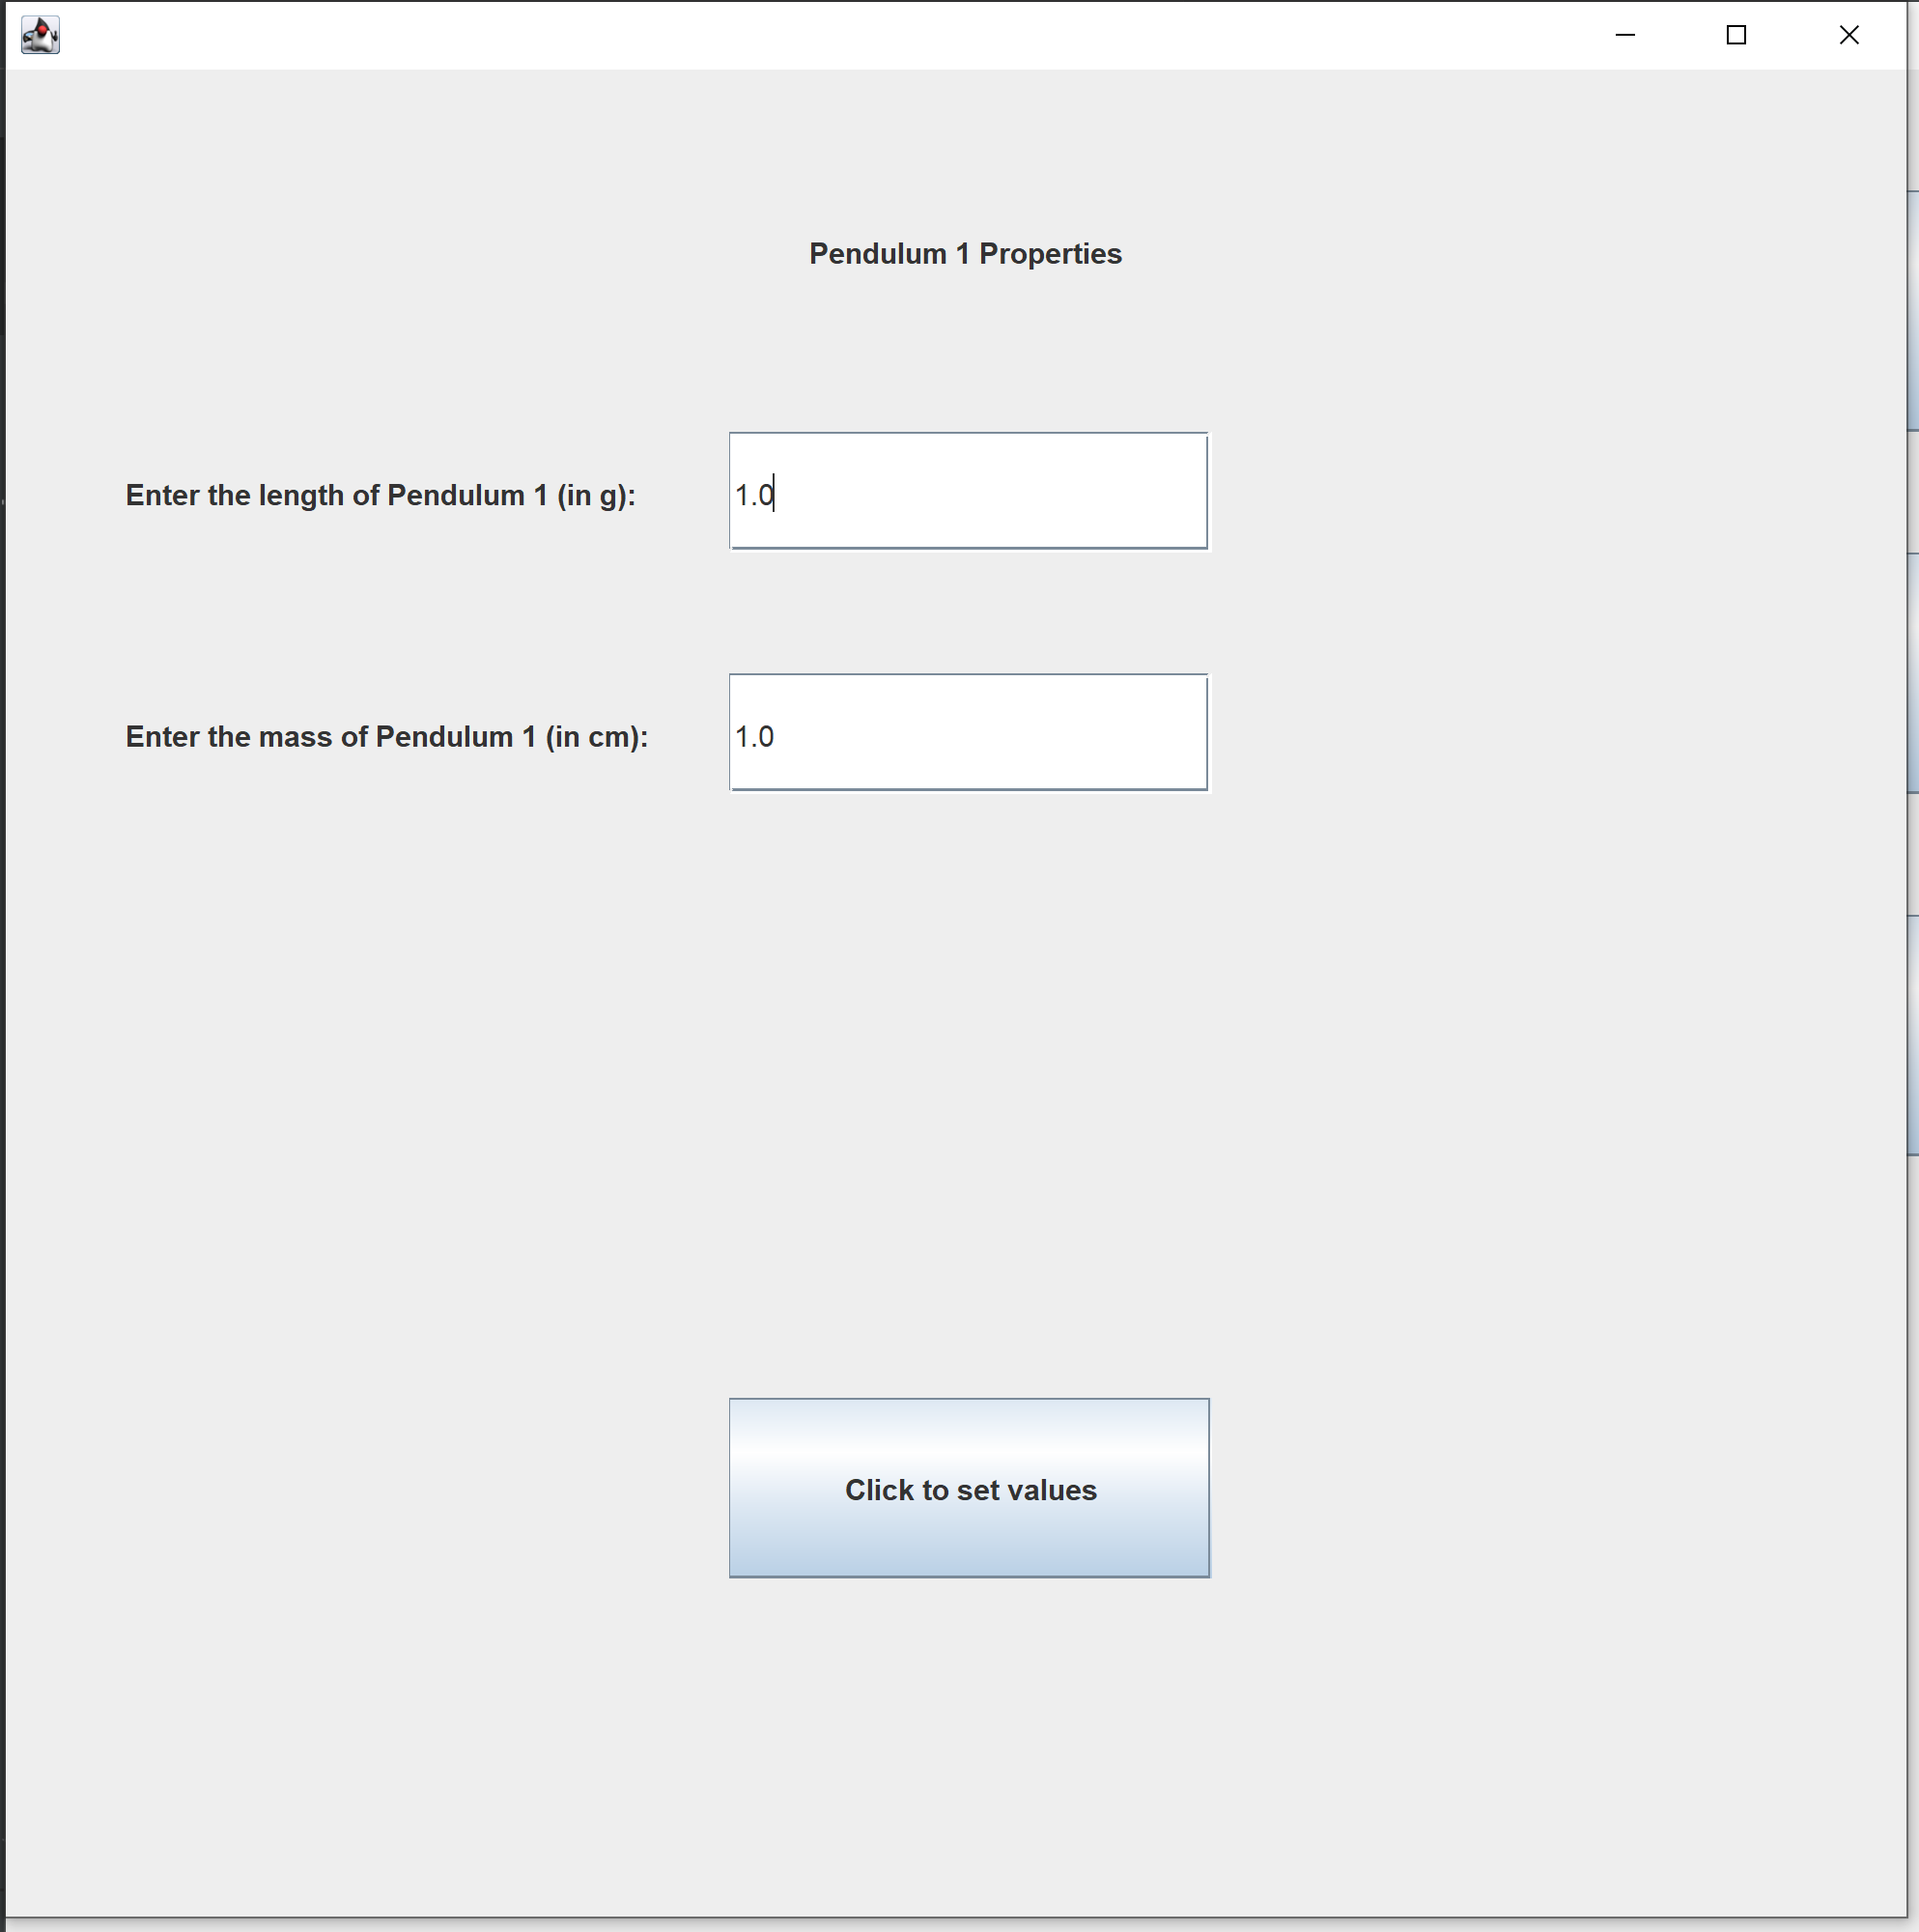 Pendulum 1 Properties
Enter the length of Pendulum 1 (in g): 1.0
Enter the mass of Pendulum 1 (in cm): 1.0
Click to set values